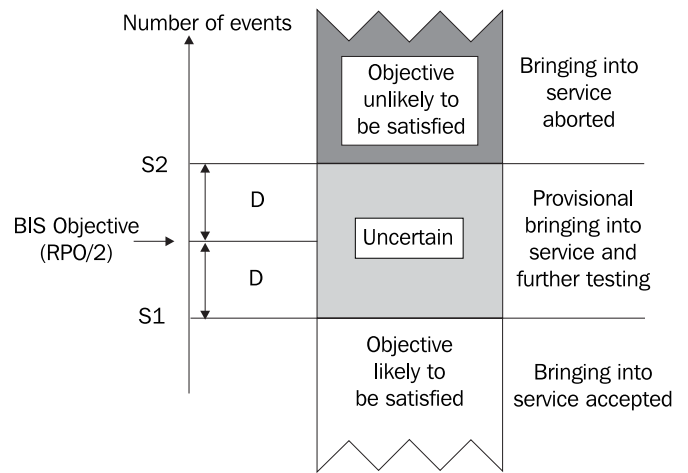 Number of events
Objective
unlikely to
be satisfied
Bringing into
service
aborted
S2
D
BIS Objective
(RPO/2)
Uncertain
Provisional
bringing into
service and
further testing
D
S1
Objective
likely to
be satisfied
Bringing into
service accepted